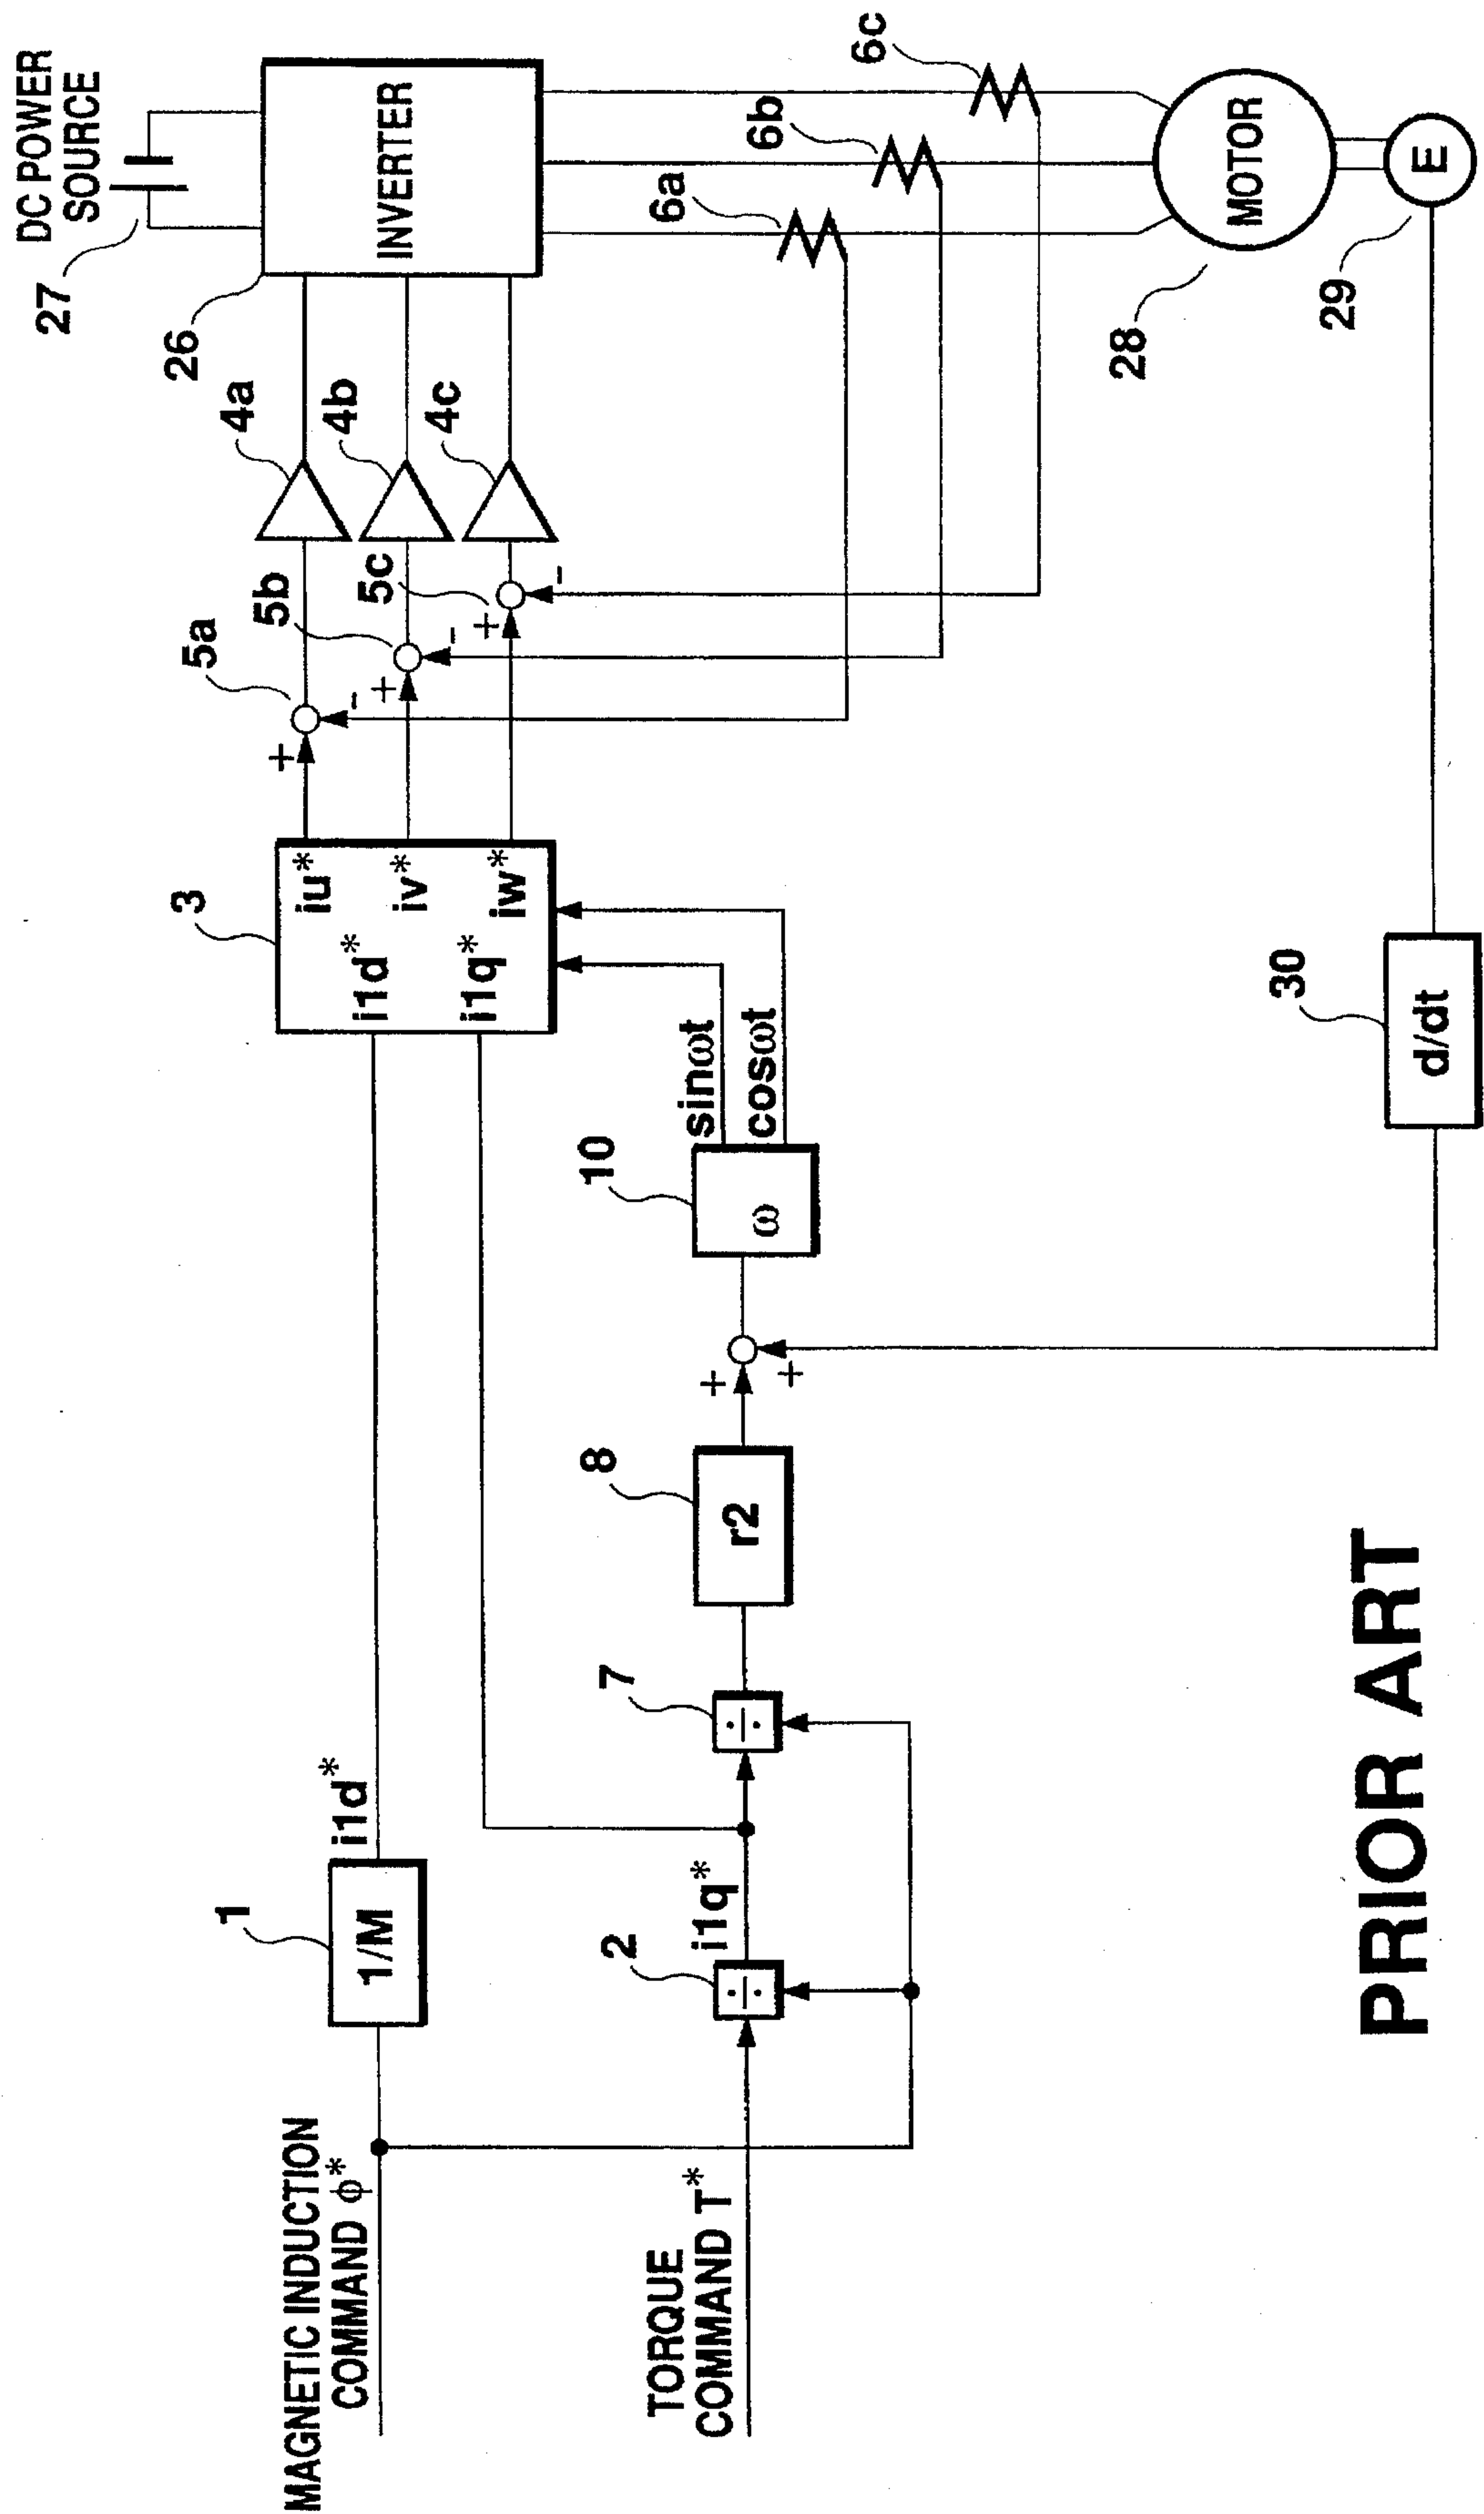 DC POWER
SOURCE
27
26
INVERTER
4a
4b
4c
5a
5b
5c
+
-
+
-
+
-
6a
6b
6c
MOTOR
28
E
29
3
iu*
i1d*
iv*
i1q*
iw*
MAGNETIC INDUCTION
COMMAND φ*
1
1/M
i1d*
TORQUE
COMMAND T*
2
÷
i1q*
7
÷
8
r2
+
+
10
ω
sinωt
cosωt
30
d/dt
PRIOR ART